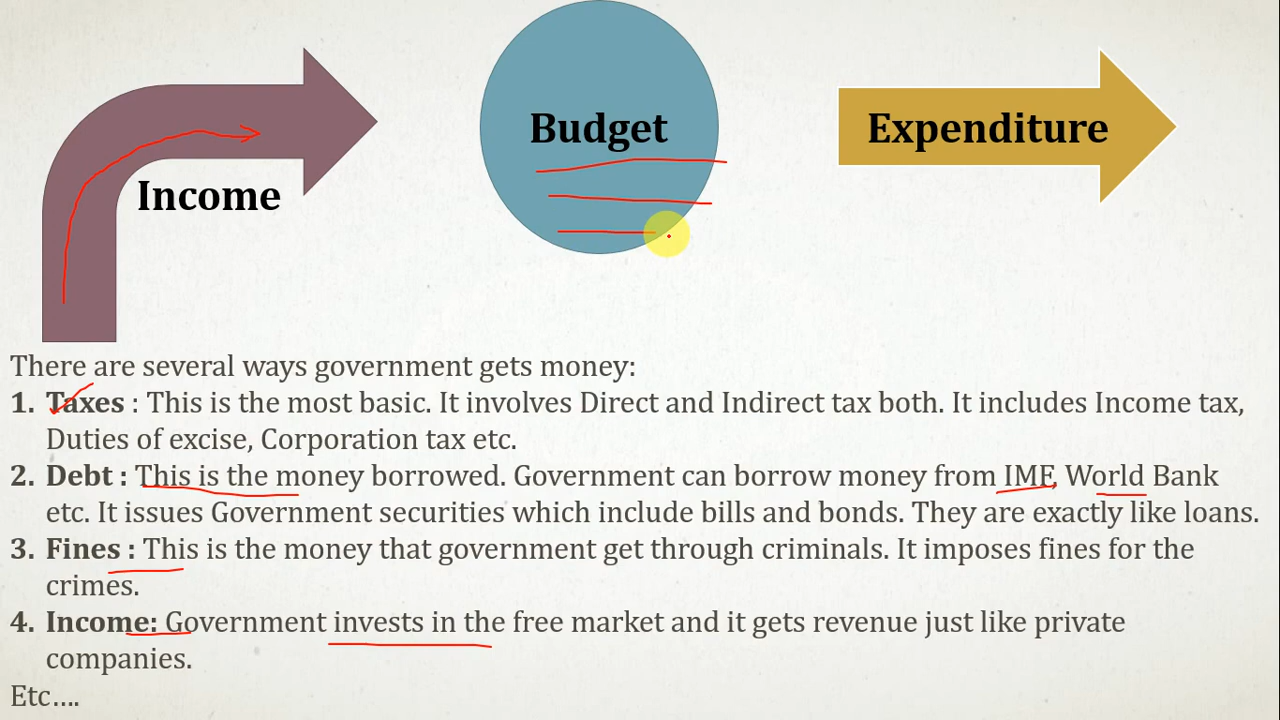 Income
Budget
Expenditure
There are several ways government gets money:
1. Taxes : This is the most basic. It involves Direct and Indirect tax both. It includes Income tax,
Duties of excise, Corporation tax etc.
2. Debt : This is the money borrowed. Government can borrow money from IMF, World Bank
etc. It issues Government securities which include bills and bonds. They are exactly like loans.
3. Fines : This is the money that government get through criminals. It imposes fines for the
crimes.
4. Income: Government invests in the free market and it gets revenue just like private
companies.
Etc....